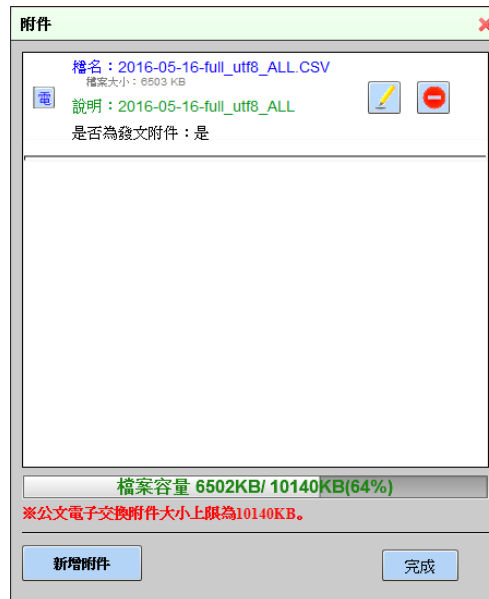 附件
檔名：2016-05-16-full_utf8_ALL.CSV
檔案大小：6503 KB
電
說明：2016-05-16-full_utf8_ALL
是否為發文附件：是
檔案容量 6502KB/ 10140KB(64%)
※公文電子交換附件大小上限為10140KB。
新增附件
完成